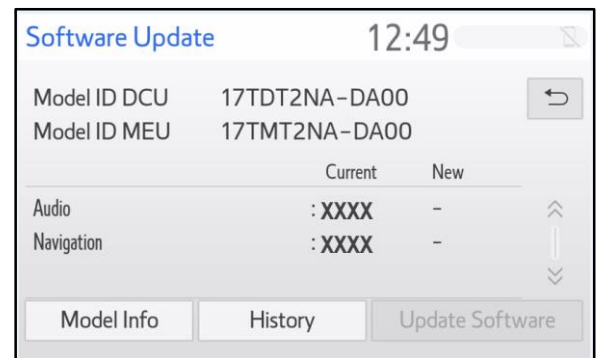 Software Update 12:49
Model ID DCU 17TDT2NA-DA00
Model ID MEU 17TMT2NA-DA00
Current New
Audio : XXXX -
Navigation : XXXX -
Model Info History Update Software